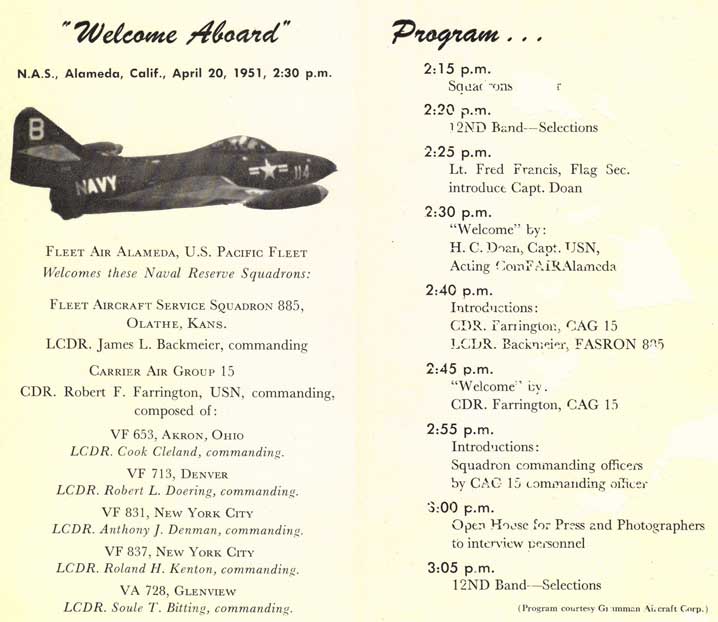 "Welcome Aboard"
N.A.S., Alameda, Calif., April 20, 1951, 2:30 p.m.
B
NAVY
114
FLEET AIR ALAMEDA, U.S. PACIFIC FLEET
Welcomes these Naval Reserve Squadrons:
FLEET AIRCRAFT SERVICE SQUADRON 885,
OLATHE, KANS.
LCDR. James L. Backmeier, commanding
CARRIER AIR GROUP 15
CDR. Robert F. Farrington, USN, commanding,
composed of:
VF 653, AKRON, OHIO
LCDR. Cook Cleland, commanding.
VF 713, DENVER
LCDR. Robert L. Doering, commanding.
VF 831, NEW YORK CITY
LCDR. Anthony J. Denman, commanding.
VF 837, NEW YORK CITY
LCDR. Roland H. Kenton, commanding.
VA 728, GLENVIEW
LCDR. Soule T. Bitting, commanding.
Program...
2:15 p.m.
Squadrons
2:20 p.m.
12ND Band—Selections
2:25 p.m.
Lt. Fred Francis, Flag Sec.
introduce Capt. Doan
2:30 p.m.
"Welcome" by:
H. C. Doan, Capt. USN,
Acting ComFAIRAlameda
2:40 p.m.
Introductions:
CDR. Farrington, CAG 15
LCDR. Backmeier, FASRON 885
2:45 p.m.
"Welcome" by.
CDR. Farrington, CAG 15
2:55 p.m.
Introductions:
Squadron commanding officers
by CAG 15 commanding officer
3:00 p.m.
Open House for Press and Photographers
to interview personnel
3:05 p.m.
12ND Band—Selections
(Program courtesy Grumman Aircraft Corp.)